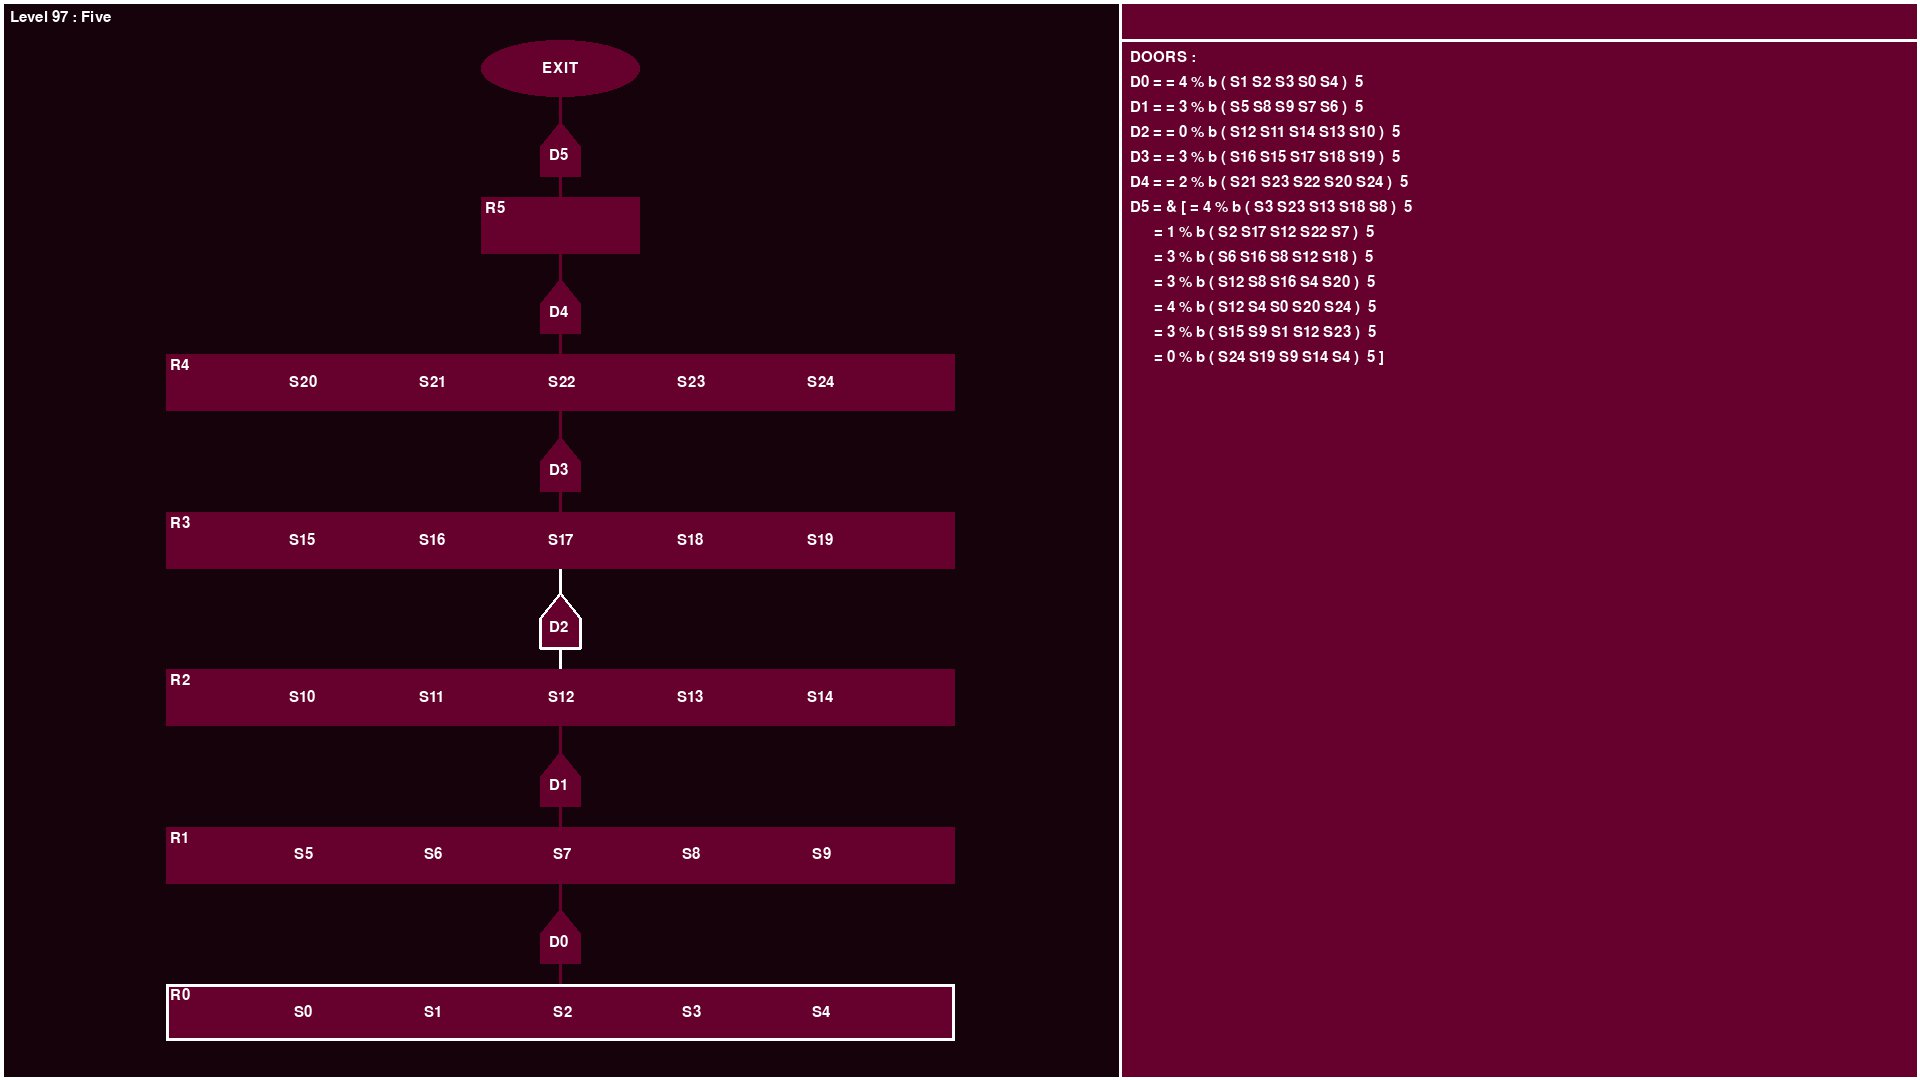 Level 97 : Five
EXIT
D5
R5
D4
R4
S20 S21 S22 S23 S24
D3
R3
S15 S16 S17 S18 S19
D2
R2
S10 S11 S12 S13 S14
D1
R1
S5 S6 S7 S8 S9
D0
R0
S0 S1 S2 S3 S4
DOORS :
D0 = = 4 % b ( S1 S2 S3 S0 S4 ) 5
D1 = = 3 % b ( S5 S8 S9 S7 S6 ) 5
D2 = = 0 % b ( S12 S11 S14 S13 S10 ) 5
D3 = = 3 % b ( S16 S15 S17 S18 S19 ) 5
D4 = = 2 % b ( S21 S23 S22 S20 S24 ) 5
D5 = & [ = 4 % b ( S3 S23 S13 S18 S8 ) 5
= 1 % b ( S2 S17 S12 S22 S7 ) 5
= 3 % b ( S6 S16 S8 S12 S18 ) 5
= 3 % b ( S12 S8 S16 S4 S20 ) 5
= 4 % b ( S12 S4 S0 S20 S24 ) 5
= 3 % b ( S15 S9 S1 S12 S23 ) 5
= 0 % b ( S24 S19 S9 S14 S4 ) 5 ]